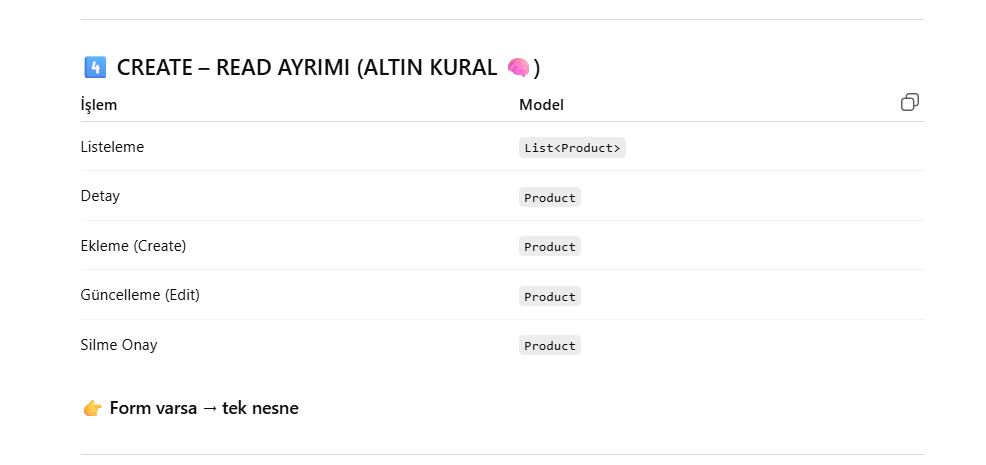 4️⃣ CREATE – READ AYRIMI (ALTIN KURAL 🧠)
İşlem Model
Listeleme List<Product>
Detay Product
Ekleme (Create) Product
Güncelleme (Edit) Product
Silme Onay Product
👉 Form varsa → tek nesne